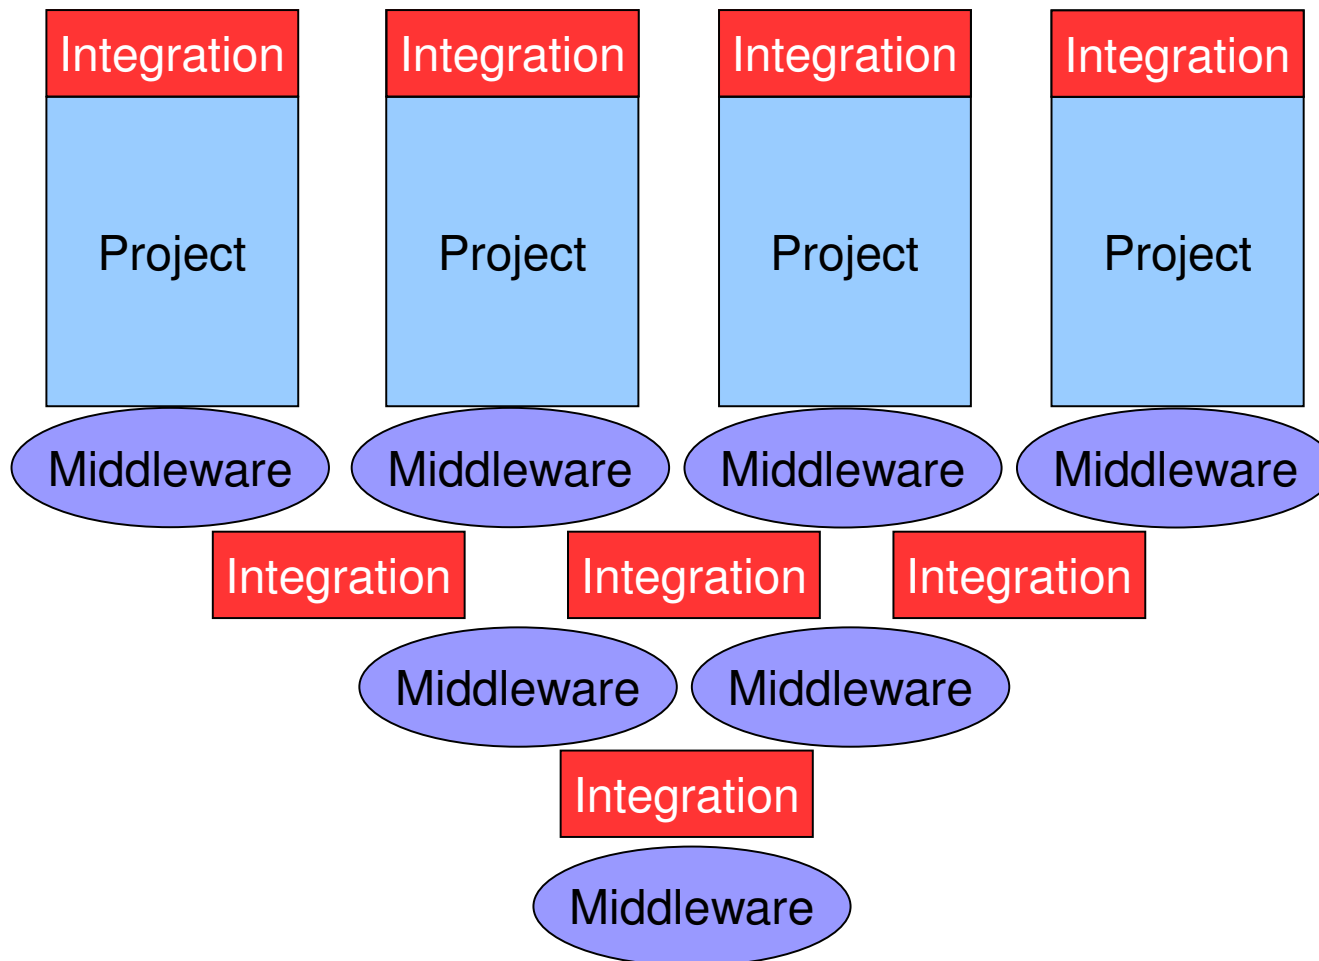 Integration Integration Integration Integration
Project Project Project Project
Middleware Middleware Middleware Middleware
Integration Integration Integration
Middleware Middleware
Integration
Middleware